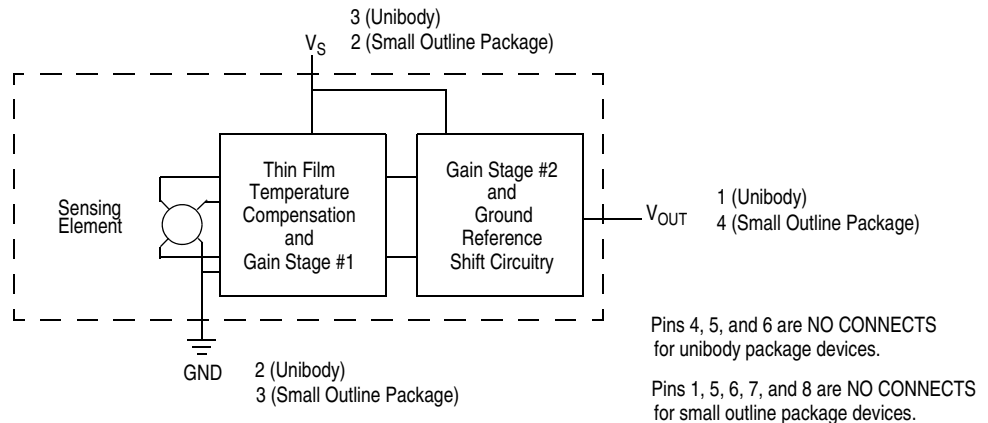 3 (Unibody)
V_S 2 (Small Outline Package)
Sensing
Element
Thin Film
Temperature
Compensation
and
Gain Stage #1
Gain Stage #2
and
Ground
Reference
Shift Circuitry
V_OUT
1 (Unibody)
4 (Small Outline Package)
GND
2 (Unibody)
3 (Small Outline Package)
Pins 4, 5, and 6 are NO CONNECTS
for unibody package devices.
Pins 1, 5, 6, 7, and 8 are NO CONNECTS
for small outline package devices.